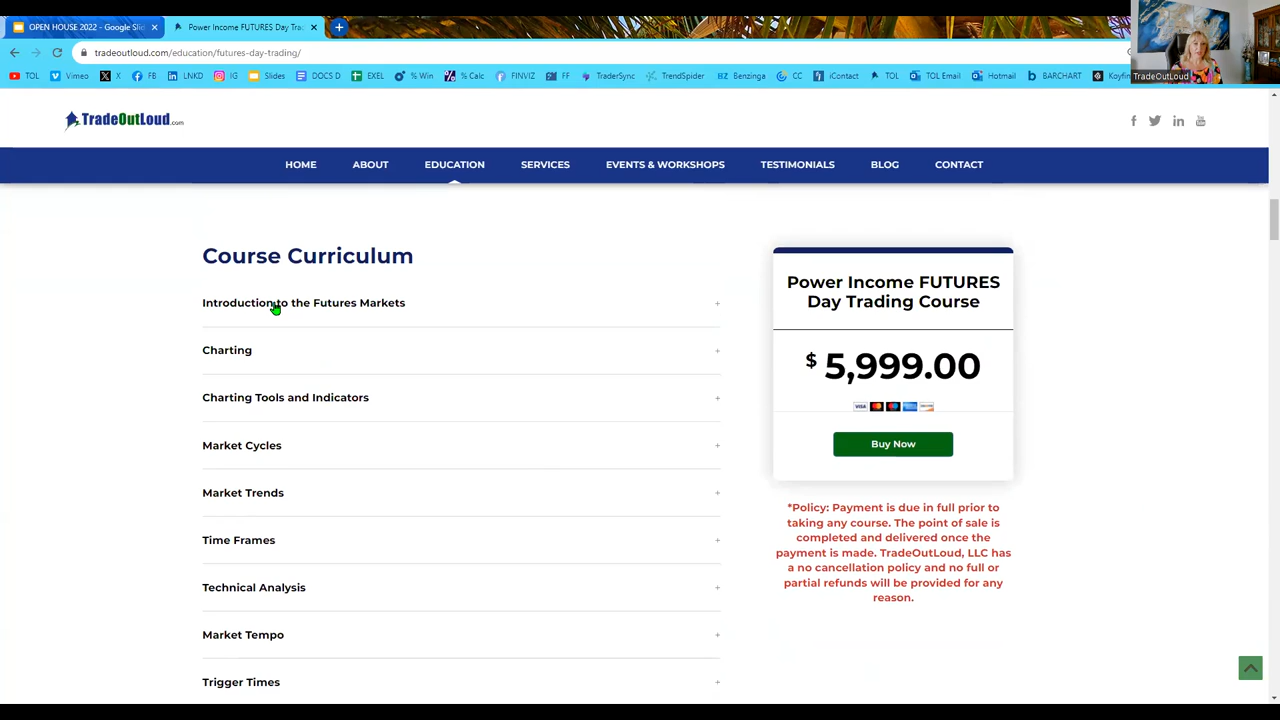 OPEN HOUSE 2022 - Google Slid
Power Income FUTURES Day Tra
tradeoutloud.com/education/futures-day-trading/
TOL
Vimeo
X
FB
LNKD
IG
Slides
DOCS D
EXEL
% Win
% Calc
FINVIZ
FF
TraderSync
TrendSpider
Benzinga
CC
iContact
TOL
TOL Email
Hotmail
BARCHART
Koyfin
TradeOutLoud
TradeOutLoud.com
HOME
ABOUT
EDUCATION
SERVICES
EVENTS & WORKSHOPS
TESTIMONIALS
BLOG
CONTACT
Course Curriculum
Introduction to the Futures Markets
Charting
Charting Tools and Indicators
Market Cycles
Market Trends
Time Frames
Technical Analysis
Market Tempo
Trigger Times
Power Income FUTURES
Day Trading Course
$ 5,999.00
VISA
Buy Now
*Policy: Payment is due in full prior to
taking any course. The point of sale is
completed and delivered once the
payment is made. TradeOutLoud, LLC has
a no cancellation policy and no full or
partial refunds will be provided for any
reason.